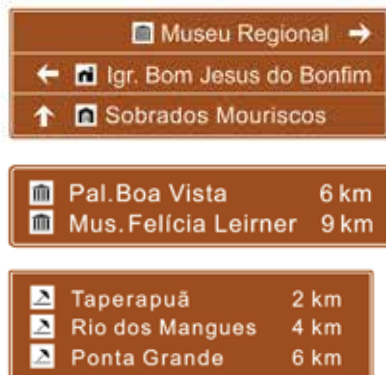 Museu Regional
Igr. Bom Jesus do Bonfim
Sobrados Mouriscos
Pal.Boa Vista 6 km
Mus.Felícia Leirner 9 km
Taperapuã 2 km
Rio dos Mangues 4 km
Ponta Grande 6 km